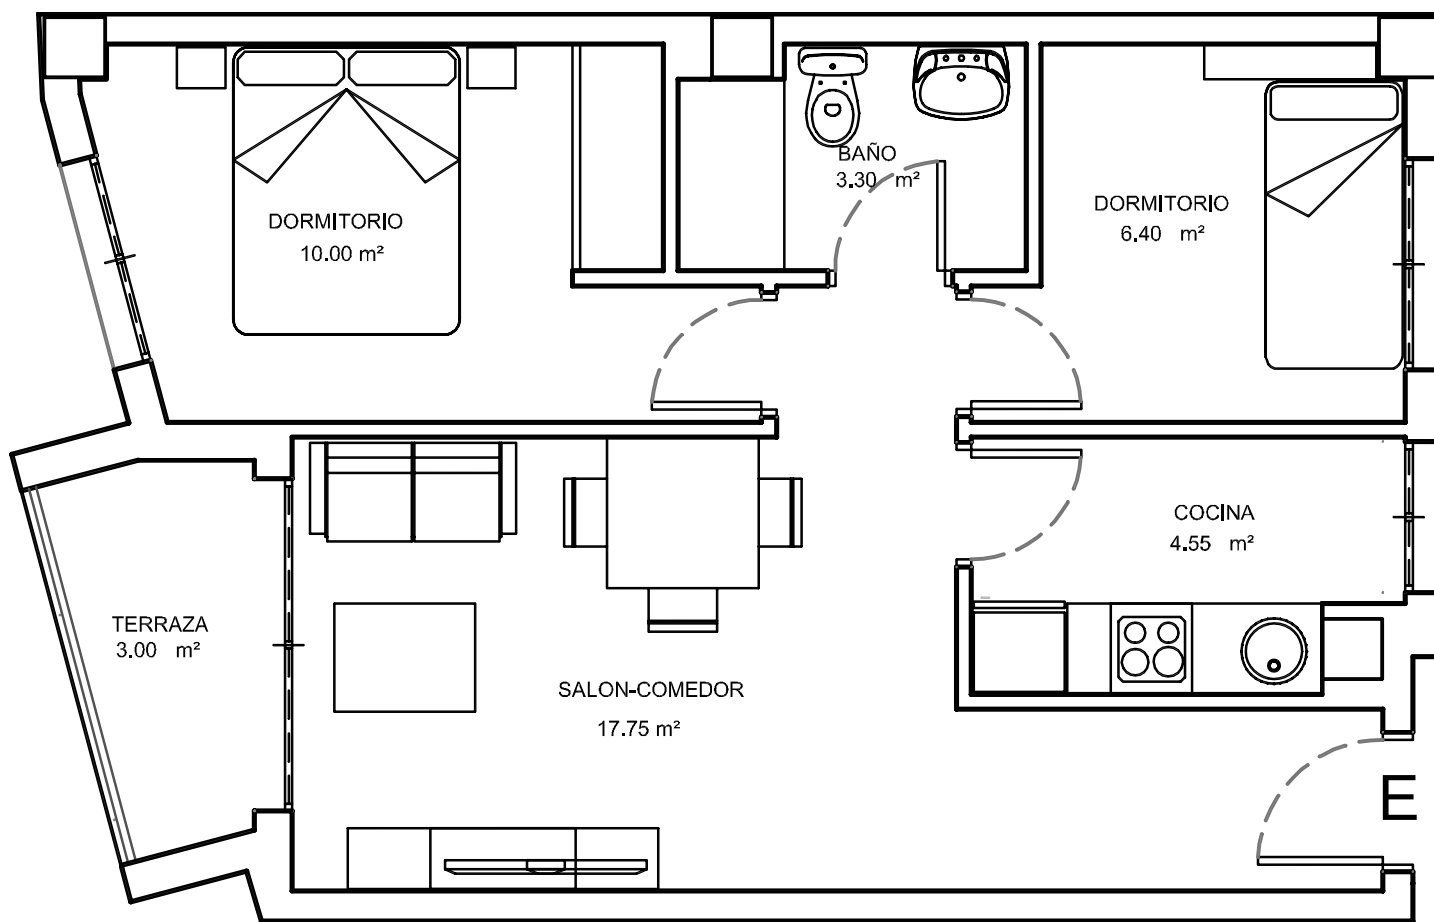 BAÑO
3.30 m²
DORMITORIO
10.00 m²
DORMITORIO
6.40 m²
COCINA
4.55 m²
TERRAZA
3.00 m²
SALON-COMEDOR
17.75 m²
E